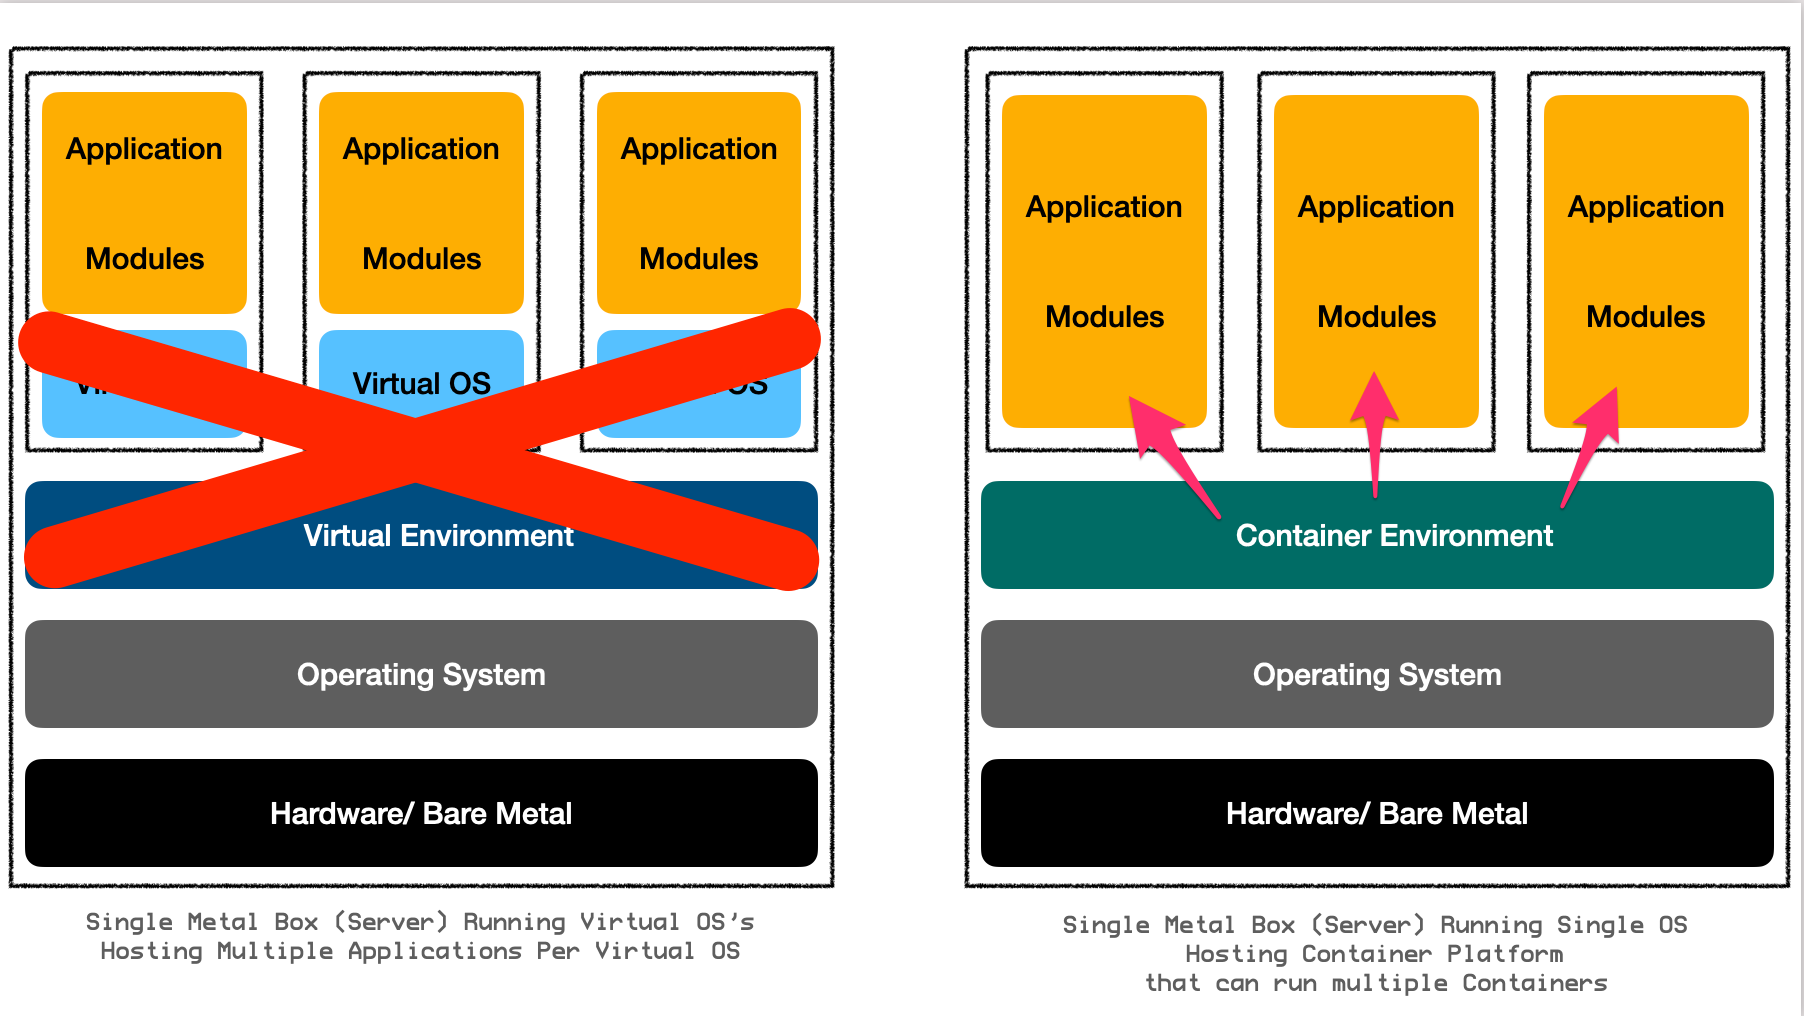 Application
Modules
Application
Modules
Application
Modules
Virtual OS
OS
Virtual Environment
Operating System
Hardware/ Bare Metal
Single Metal Box (Server) Running Virtual OS's
Hosting Multiple Applications Per Virtual OS
Application
Modules
Application
Modules
Application
Modules
Container Environment
Operating System
Hardware/ Bare Metal
Single Metal Box (Server) Running Single OS
Hosting Container Platform
that can run multiple Containers